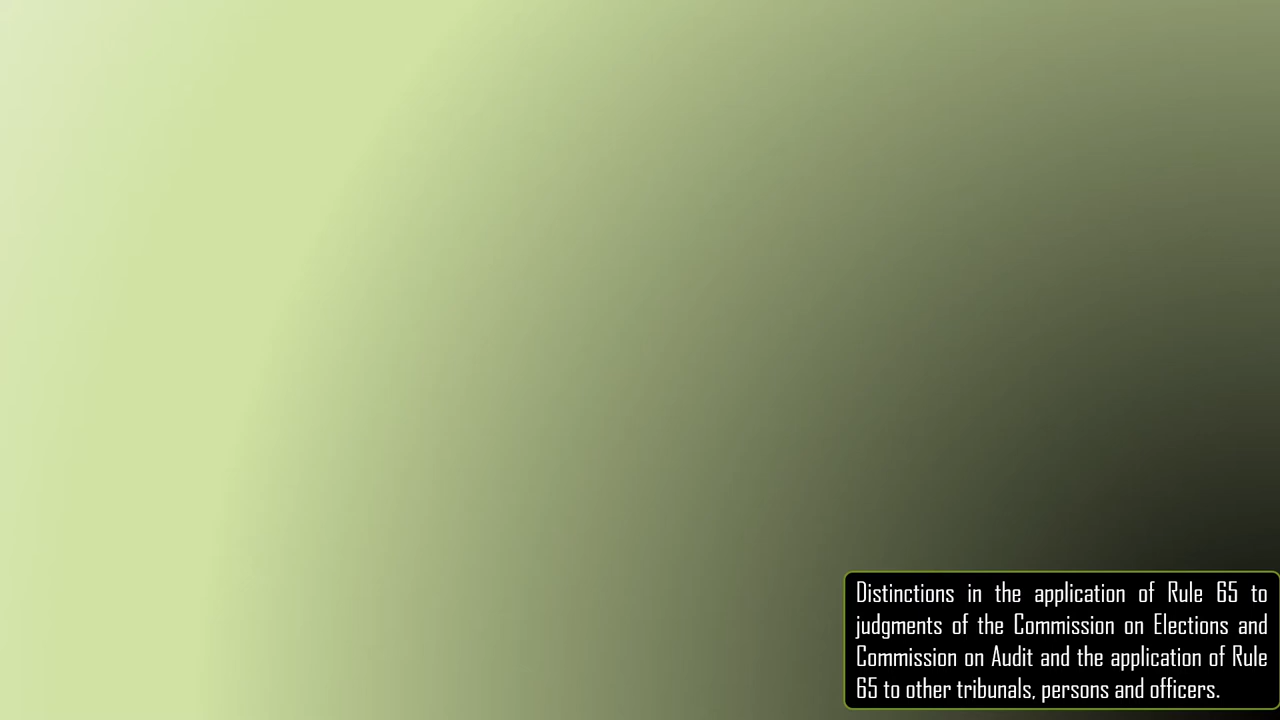 Distinctions in the application of Rule 65 to
judgments of the Commission on Elections and
Commission on Audit and the application of Rule
65 to other tribunals, persons and officers.